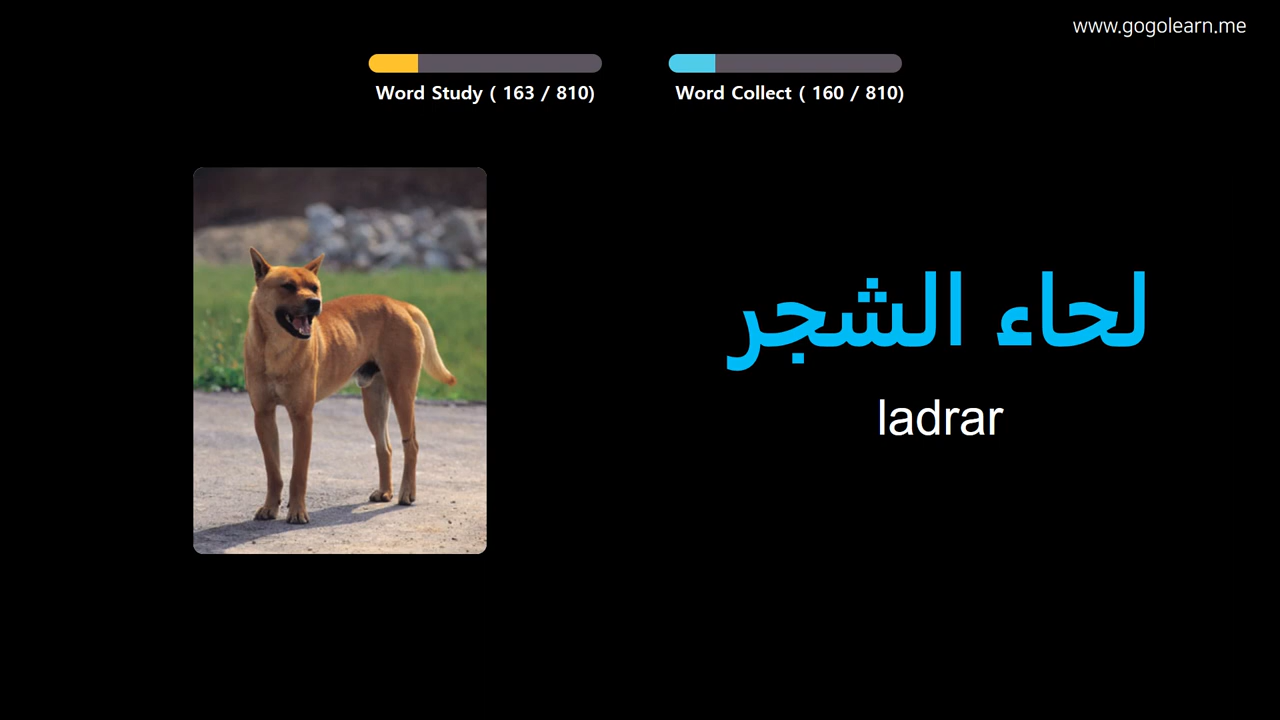 www.gogolearn.me
Word Study ( 163 / 810)
Word Collect ( 160 / 810)
لحاء الشجر
ladrar